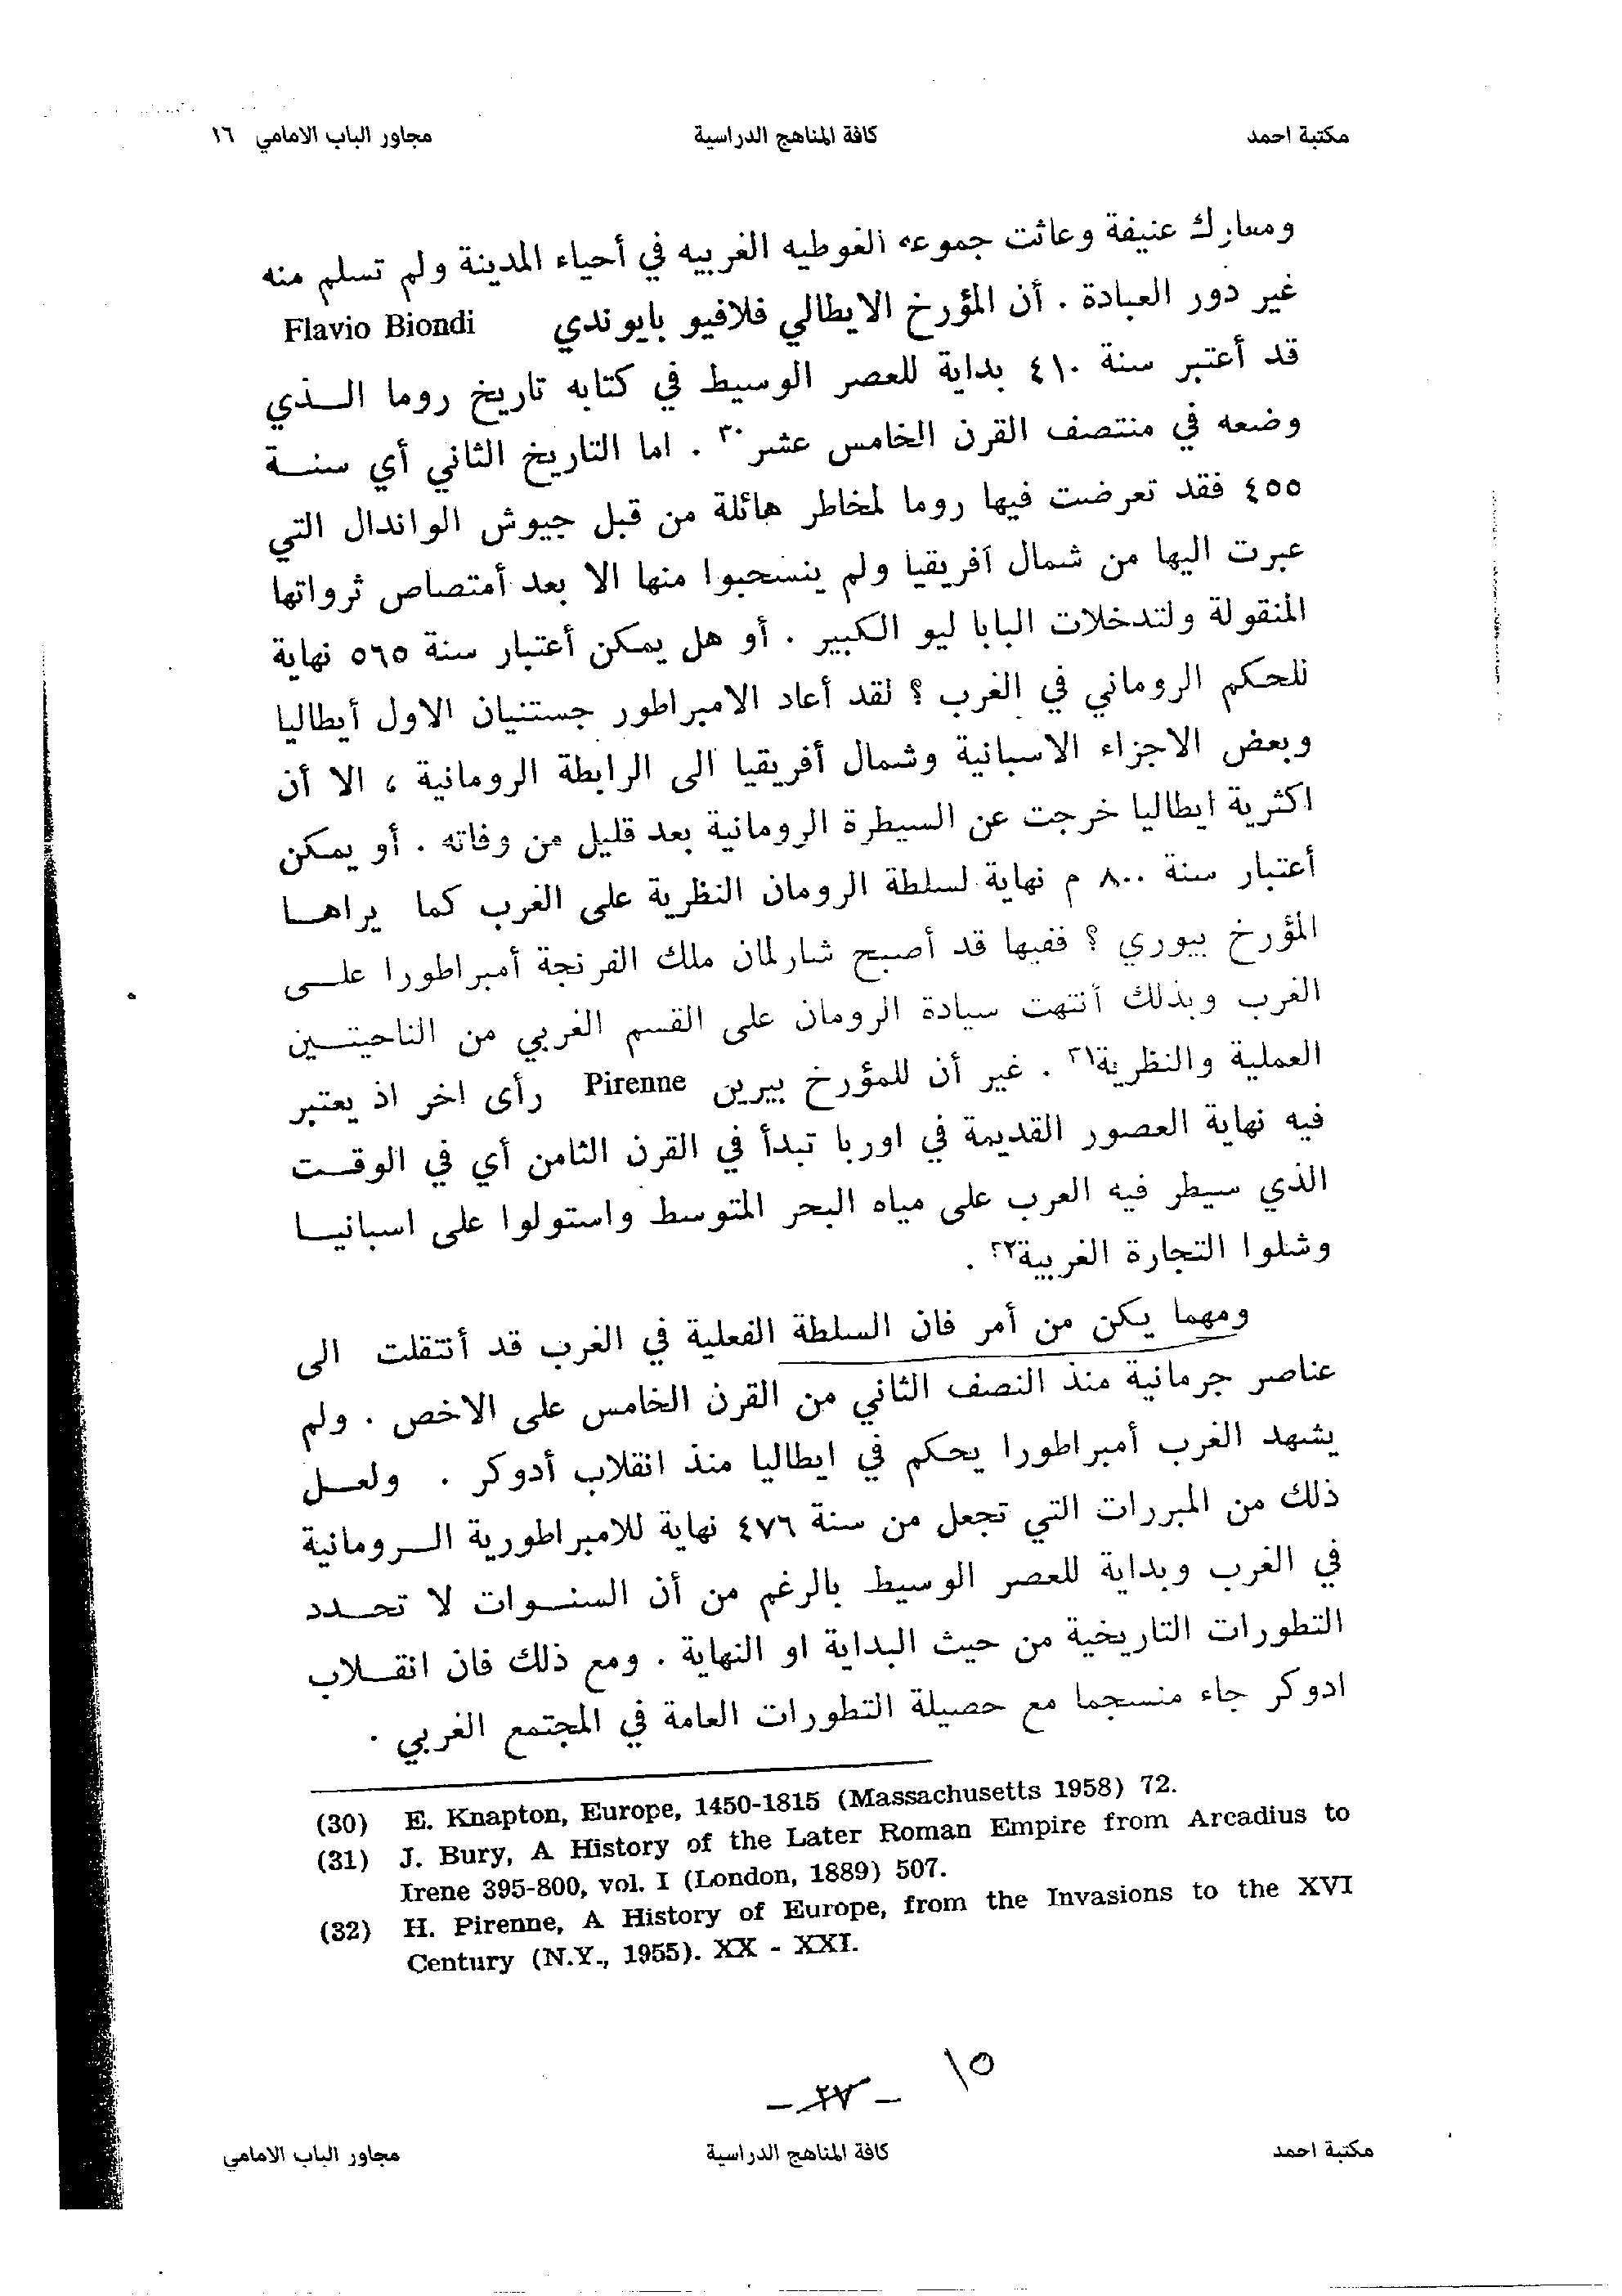 مكتبة احمد كافة المناهج الدراسية مجاور الباب الامامي ١٦
ومعارك عنيفة وعاثت جموعه الغوطيه الغربيه في أحياء المدينة ولم تسلم منه
غير دور العبادة . أن المؤرخ الايطالي فلافيو بايوندي Flavio Biondi
قد أعتبر سنة ٤١٠ بداية للعصر الوسيط في كتابه تاريخ روما الـذي
وضعه في منتصف القرن الخامس عشر٣٠ . اما التاريخ الثاني أي سنـة
٤٥٥ فقد تعرضت فيها روما لمخاطر هائلة من قبل جيوش الواندال التي
عبرت اليها من شمال أفريقيا ولم ينسحبوا منها الا بعد أمتصاص ثرواتها
المنقولة ولتدخلات البابا ليو الكبير . أو هل يمكن أعتبار سنة ٥٦٥ نهاية
للحكم الروماني في الغرب ؟ لقد أعاد الامبراطور جستنيان الاول أيطاليا
وبعض الاجزاء الاسبانية وشمال أفريقيا الى الرابطة الرومانية ، الا أن
اكثرية ايطاليا خرجت عن السيطرة الرومانية بعد قليل من وفاته . أو يمكن
أعتبار سنة ٨٠٠ م نهاية لسلطة الرومان النظرية على الغرب كما يراهـا
المؤرخ بيوري ؟ ففيها قد أصبح شارلمان ملك الفرنجة أمبراطورا علـى
الغرب وبذلك أنتهت سيادة الرومان على القسم الغربي من الناحيتـين
العملية والنظرية٣١ . غير أن للمؤرخ بيرين Pirenne رأى اخر اذ يعتبر
فيه نهاية العصور القديمة في اوربا تبدأ في القرن الثامن أي في الوقـت
الذي سيطر فيه العرب على مياه البحر المتوسط واستولوا على اسبانيـا
وشلوا التجارة الغربية٣٢ .
ومهما يكن من أمر فان السلطة الفعلية في الغرب قد أنتقلت الى
عناصر جرمانية منذ النصف الثاني من القرن الخامس على الاخص . ولم
يشهد الغرب أمبراطورا يحكم في ايطاليا منذ انقلاب أدوكر . ولعـل
ذلك من المبررات التي تجعل من سنة ٤٧٦ نهاية للامبراطورية الـرومانية
في الغرب وبداية للعصر الوسيط بالرغم من أن السنـوات لا تحـدد
التطورات التاريخية من حيث البداية او النهاية . ومع ذلك فان انقـلاب
ادوكر جاء منسجما مع حصيلة التطورات العامة في المجتمع الغربي .
(30) E. Knapton, Europe, 1450-1815 (Massachusetts 1958) 72.
(31) J. Bury, A History of the Later Roman Empire from Arcadius to
Irene 395-800, vol. I (London, 1889) 507.
(32) H. Pirenne, A History of Europe, from the Invasions to the XVI
Century (N.Y., 1955). XX - XXI.
١٥
- ٢٧ -
مكتبة احمد كافة المناهج الدراسية مجاور الباب الامامي